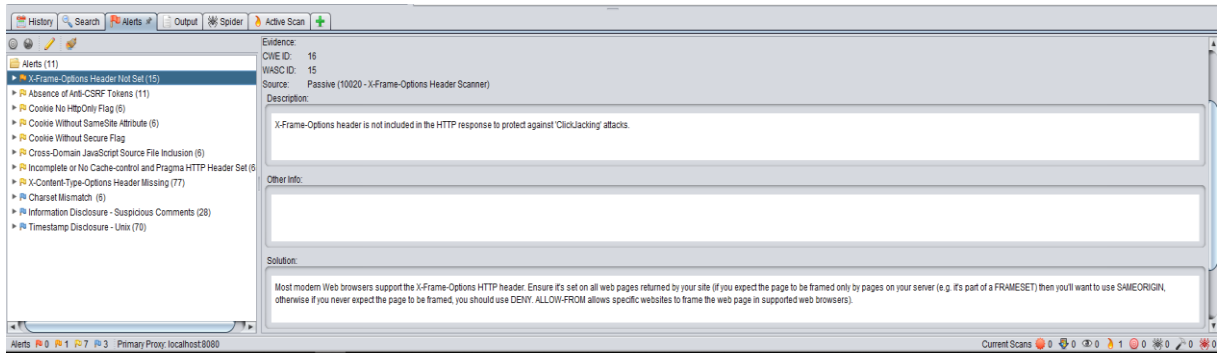 History Search Alerts Output Spider Active Scan
Alerts (11)
X-Frame-Options Header Not Set (15)
Absence of Anti-CSRF Tokens (11)
Cookie No HttpOnly Flag (6)
Cookie Without SameSite Attribute (6)
Cookie Without Secure Flag
Cross-Domain JavaScript Source File Inclusion (6)
Incomplete or No Cache-control and Pragma HTTP Header Set (6
X-Content-Type-Options Header Missing (77)
Charset Mismatch (6)
Information Disclosure - Suspicious Comments (28)
Timestamp Disclosure - Unix (70)
Evidence:
CWE ID: 16
WASC ID: 15
Source: Passive (10020 - X-Frame-Options Header Scanner)
Description:
X-Frame-Options header is not included in the HTTP response to protect against 'ClickJacking' attacks.
Other Info:
Solution:
Most modern Web browsers support the X-Frame-Options HTTP header. Ensure it's set on all web pages returned by your site (if you expect the page to be framed only by pages on your server (e.g. it's part of a FRAMESET) then you'll want to use SAMEORIGIN,
otherwise if you never expect the page to be framed, you should use DENY. ALLOW-FROM allows specific websites to frame the web page in supported web browsers).
Alerts 0 1 7 3 Primary Proxy: localhost:8080
Current Scans 0 0 0 1 0 0 0 0